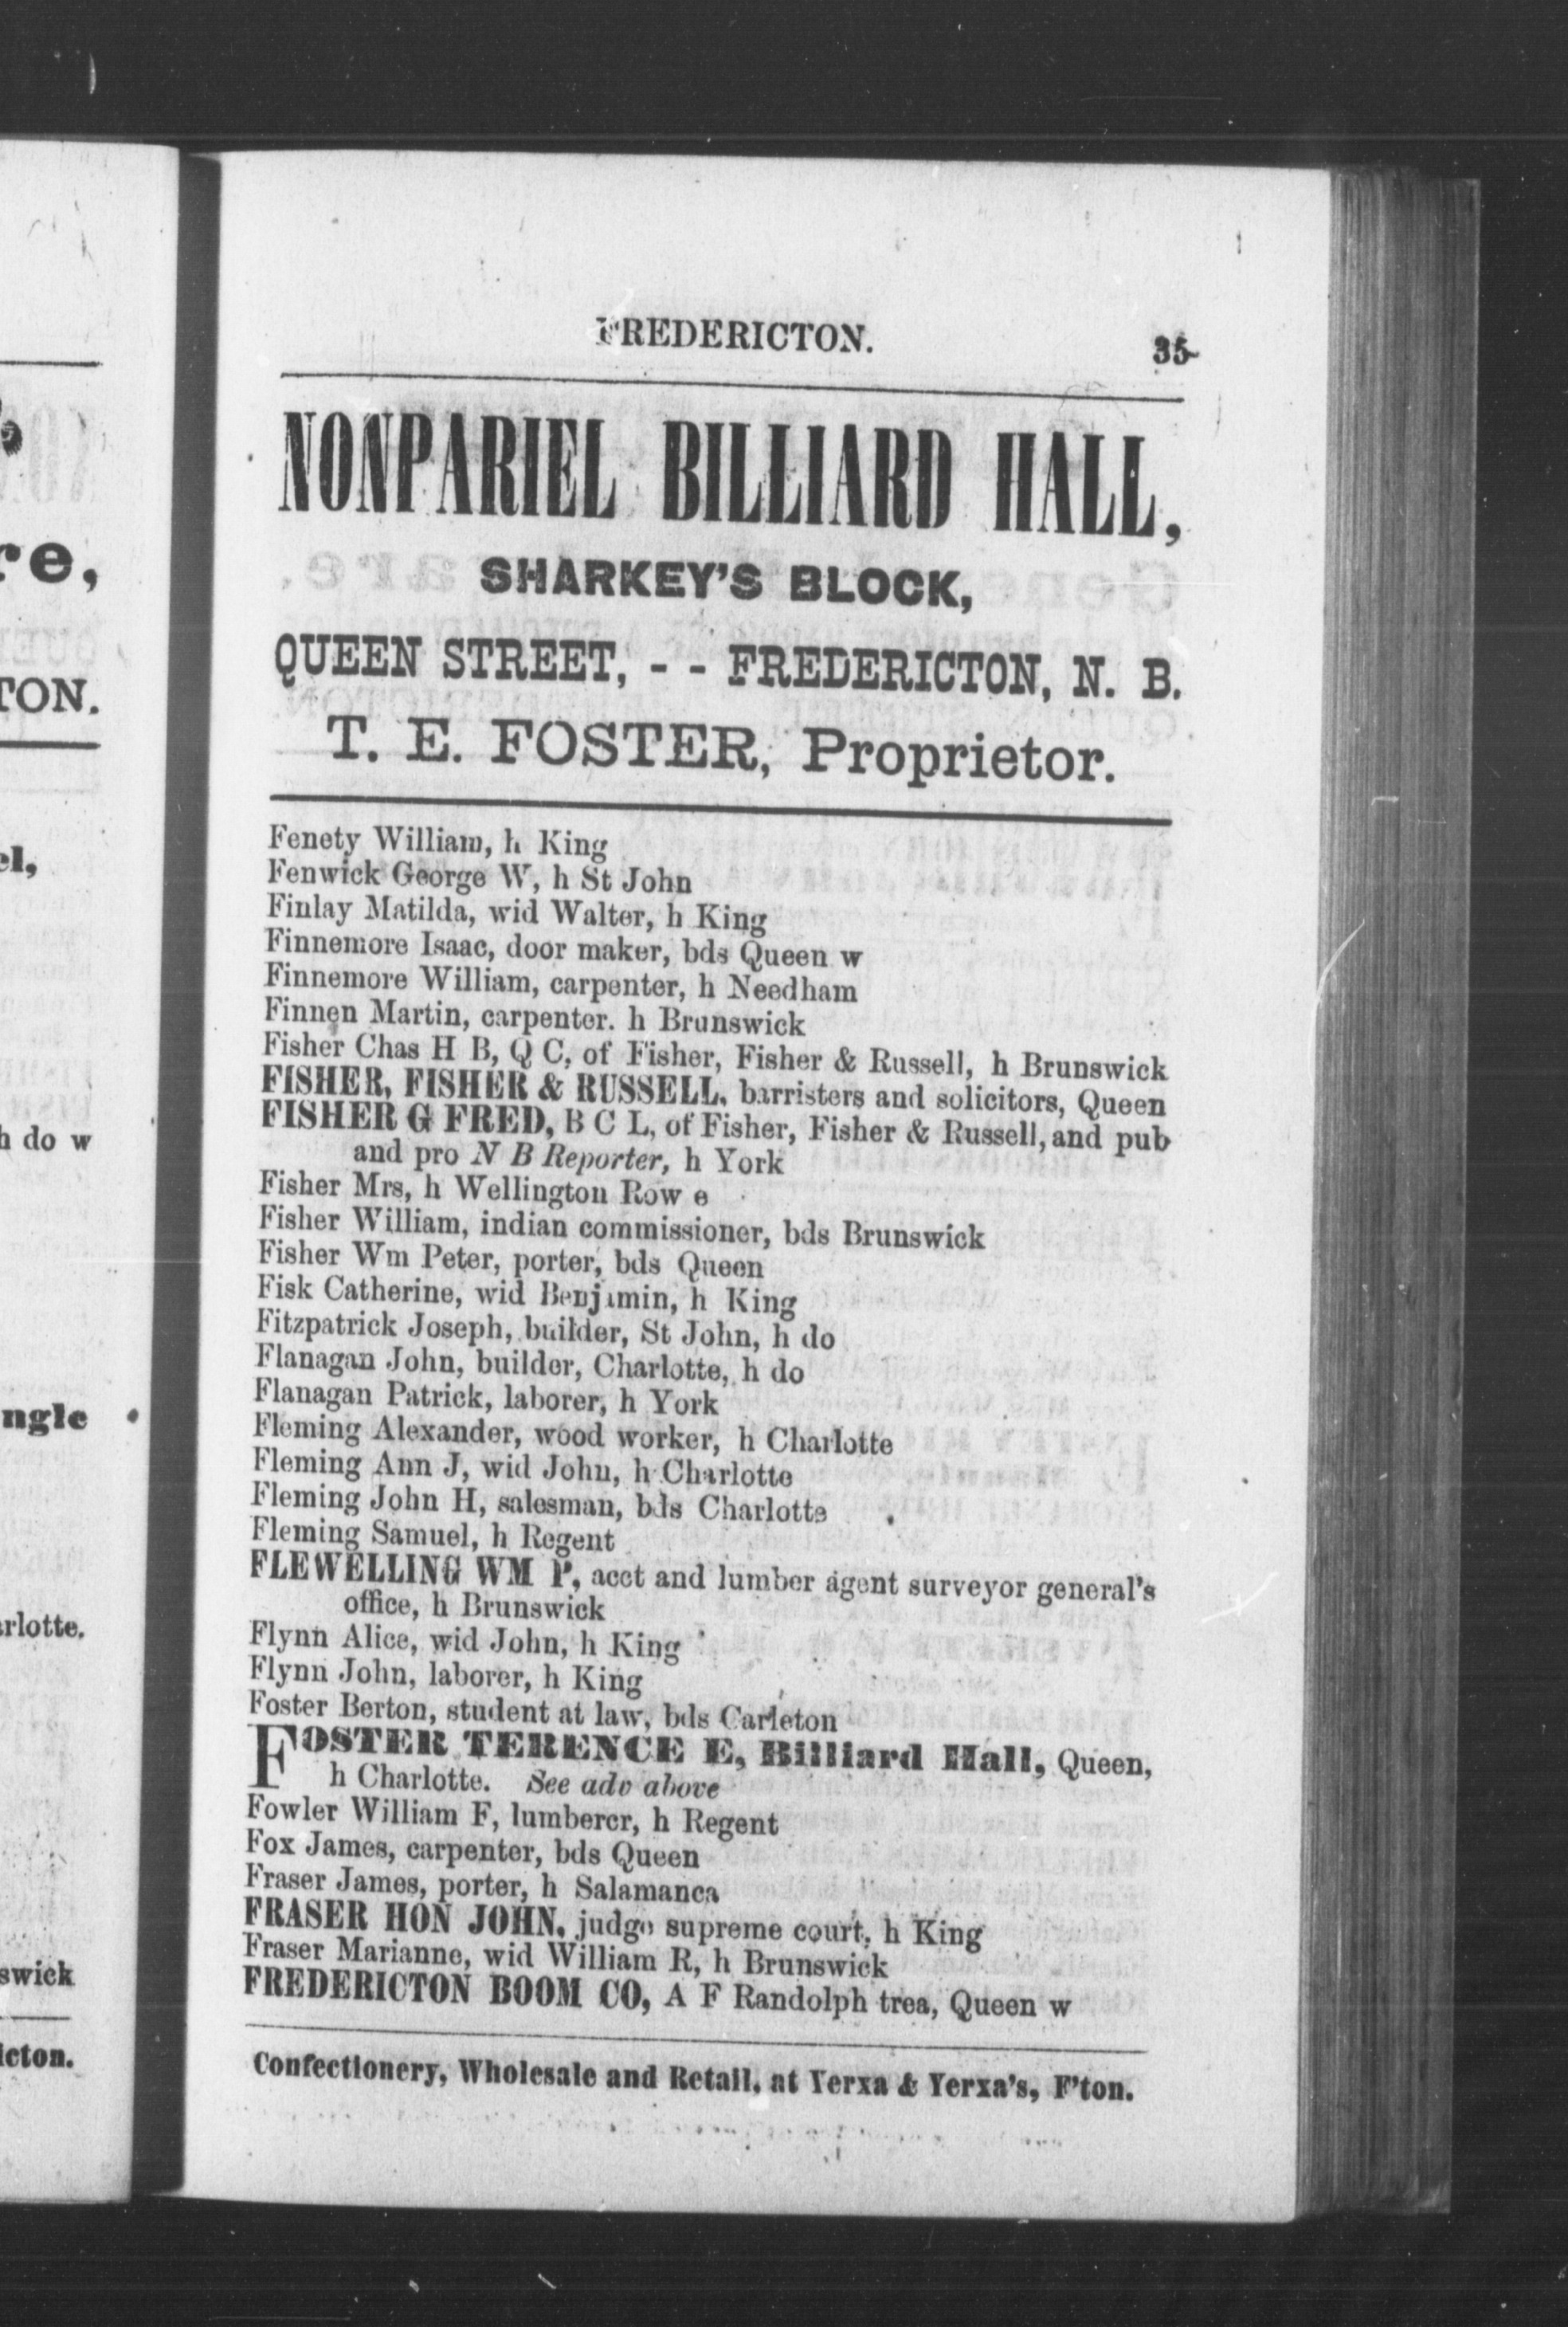 FREDERICTON.
35
NONPARIEL BILLIARD HALL,
SHARKEY'S BLOCK,
QUEEN STREET, - - FREDERICTON, N. B.
T. E. FOSTER, Proprietor.
Fenety William, h King
Fenwick George W, h St John
Finlay Matilda, wid Walter, h King
Finnemore Isaac, door maker, bds Queen w
Finnemore William, carpenter, h Needham
Finnen Martin, carpenter. h Brunswick
Fisher Chas H B, Q C, of Fisher, Fisher & Russell, h Brunswick
FISHER, FISHER & RUSSELL, barristers and solicitors, Queen
FISHER G FRED, B C L, of Fisher, Fisher & Russell, and pub
and pro N B Reporter, h York
Fisher Mrs, h Wellington Row e
Fisher William, indian commissioner, bds Brunswick
Fisher Wm Peter, porter, bds Queen
Fisk Catherine, wid Benjamin, h King
Fitzpatrick Joseph, builder, St John, h do
Flanagan John, builder, Charlotte, h do
Flanagan Patrick, laborer, h York
Fleming Alexander, wood worker, h Charlotte
Fleming Ann J, wid John, h Charlotte
Fleming John H, salesman, bds Charlotte
Fleming Samuel, h Regent
FLEWELLING WM P, acct and lumber agent surveyor general's
office, h Brunswick
Flynn Alice, wid John, h King
Flynn John, laborer, h King
Foster Berton, student at law, bds Carleton
FOSTER TERENCE E, Billiard Hall, Queen,
h Charlotte. See adv above
Fowler William F, lumberer, h Regent
Fox James, carpenter, bds Queen
Fraser James, porter, h Salamanca
FRASER HON JOHN, judge supreme court, h King
Fraser Marianne, wid William R, h Brunswick
FREDERICTON BOOM CO, A F Randolph trea, Queen w
Confectionery, Wholesale and Retail, at Yerxa & Yerxa's, F'ton.
re,
TON.
el,
h do w
ngle
rlotte.
swick
icton.